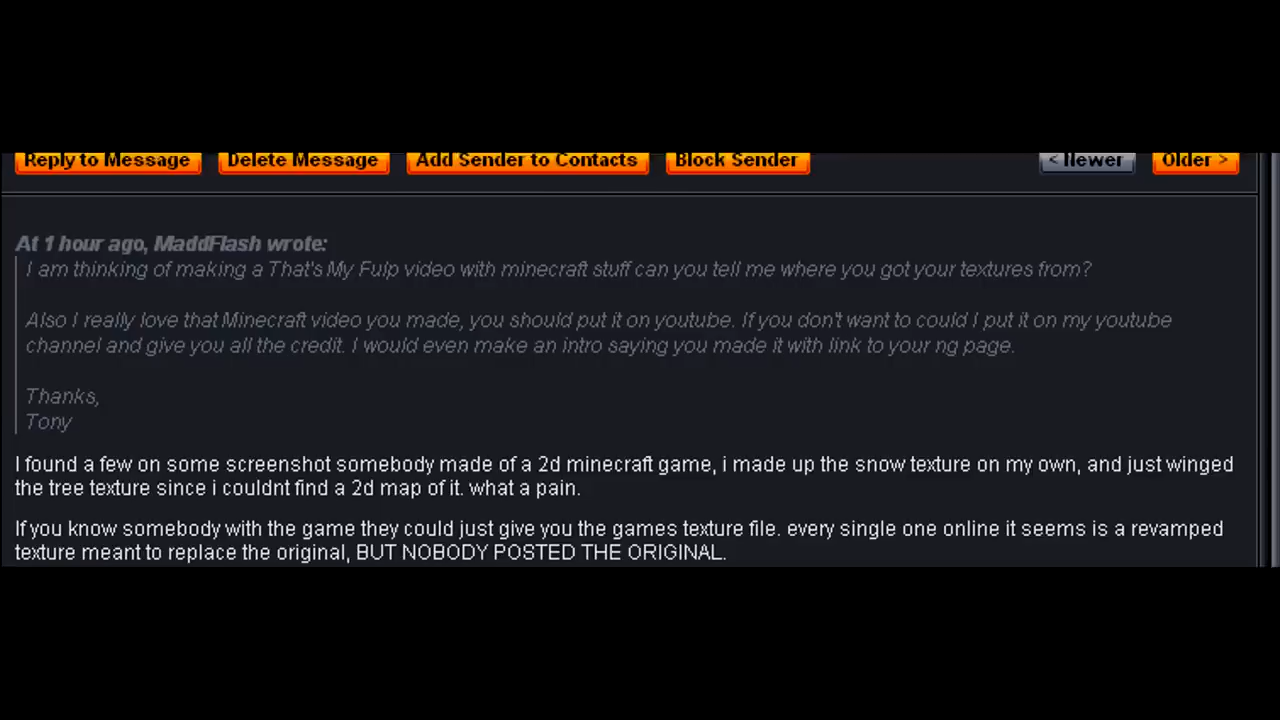 Reply to Message Delete Message Add Sender to Contacts Block Sender < Newer Older >
At 1 hour ago, MaddFlash wrote:
I am thinking of making a That's My Fulp video with minecraft stuff can you tell me where you got your textures from?
Also I really love that Minecraft video you made, you should put it on youtube. If you don't want to could I put it on my youtube
channel and give you all the credit. I would even make an intro saying you made it with link to your ng page.
Thanks,
Tony
I found a few on some screenshot somebody made of a 2d minecraft game, i made up the snow texture on my own, and just winged
the tree texture since i couldnt find a 2d map of it. what a pain.
If you know somebody with the game they could just give you the games texture file. every single one online it seems is a revamped
texture meant to replace the original, BUT NOBODY POSTED THE ORIGINAL.